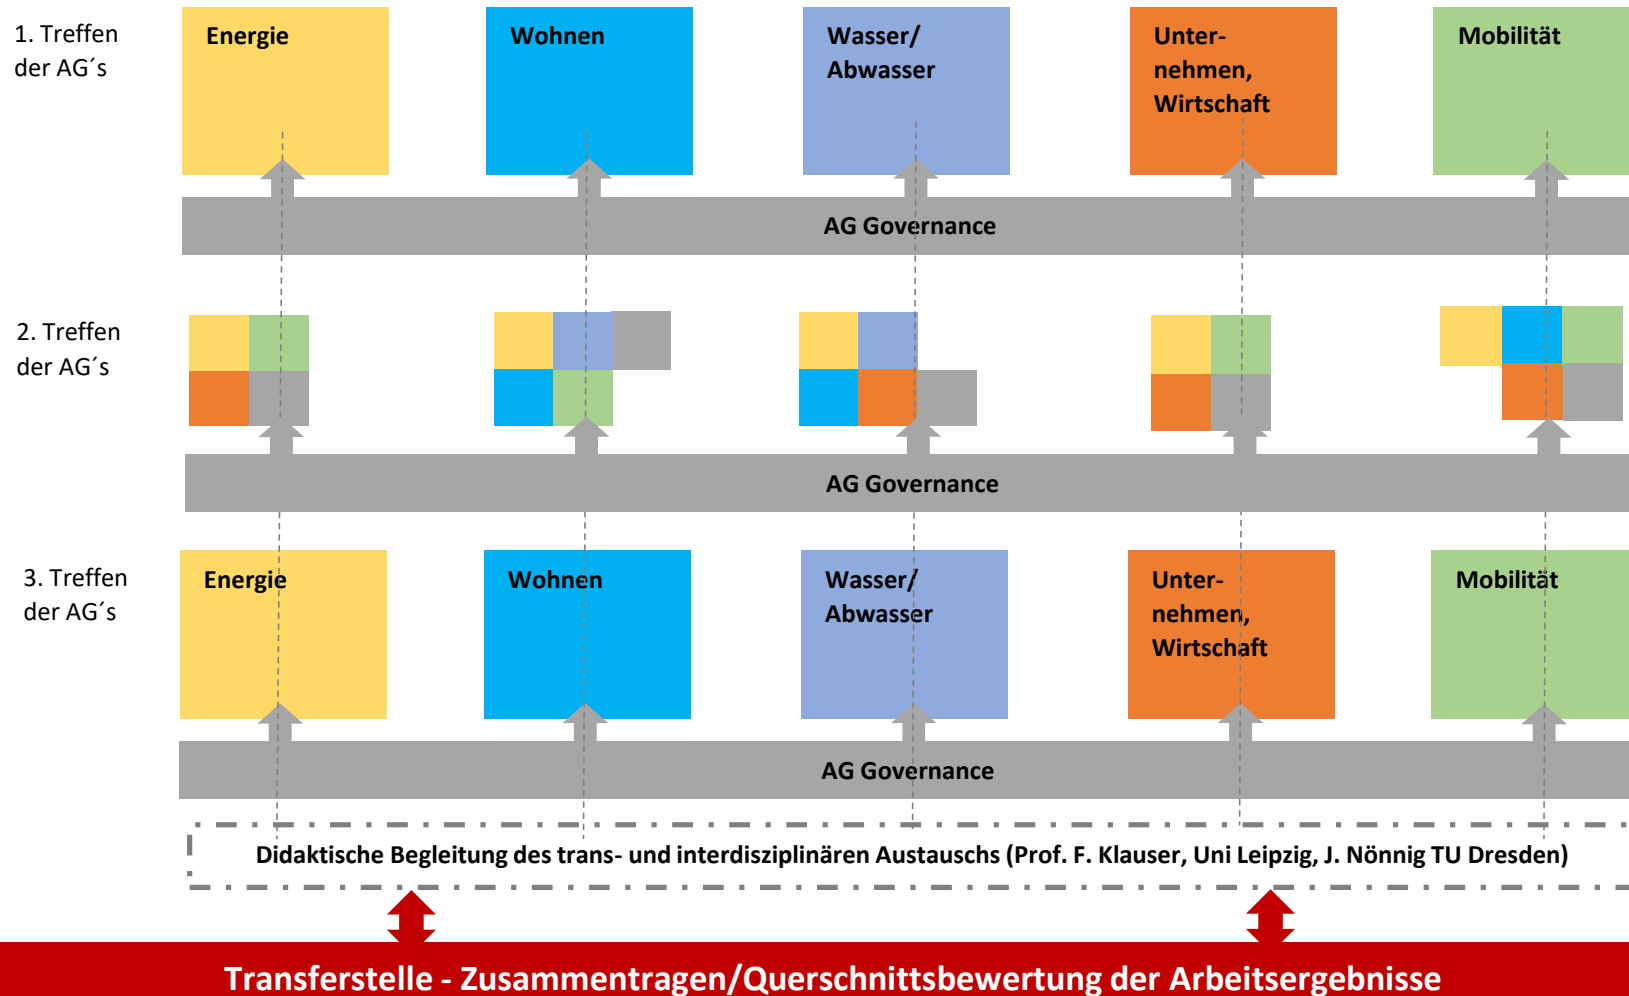 1. Treffen
der AG´s
Energie
Wohnen
Wasser/
Abwasser
Unter-
nehmen,
Wirtschaft
Mobilität
AG Governance
2. Treffen
der AG´s
AG Governance
3. Treffen
der AG´s
Energie
Wohnen
Wasser/
Abwasser
Unter-
nehmen,
Wirtschaft
Mobilität
AG Governance
Didaktische Begleitung des trans- und interdisziplinären Austauschs (Prof. F. Klauser, Uni Leipzig, J. Nönnig TU Dresden)
Transferstelle - Zusammentragen/Querschnittsbewertung der Arbeitsergebnisse